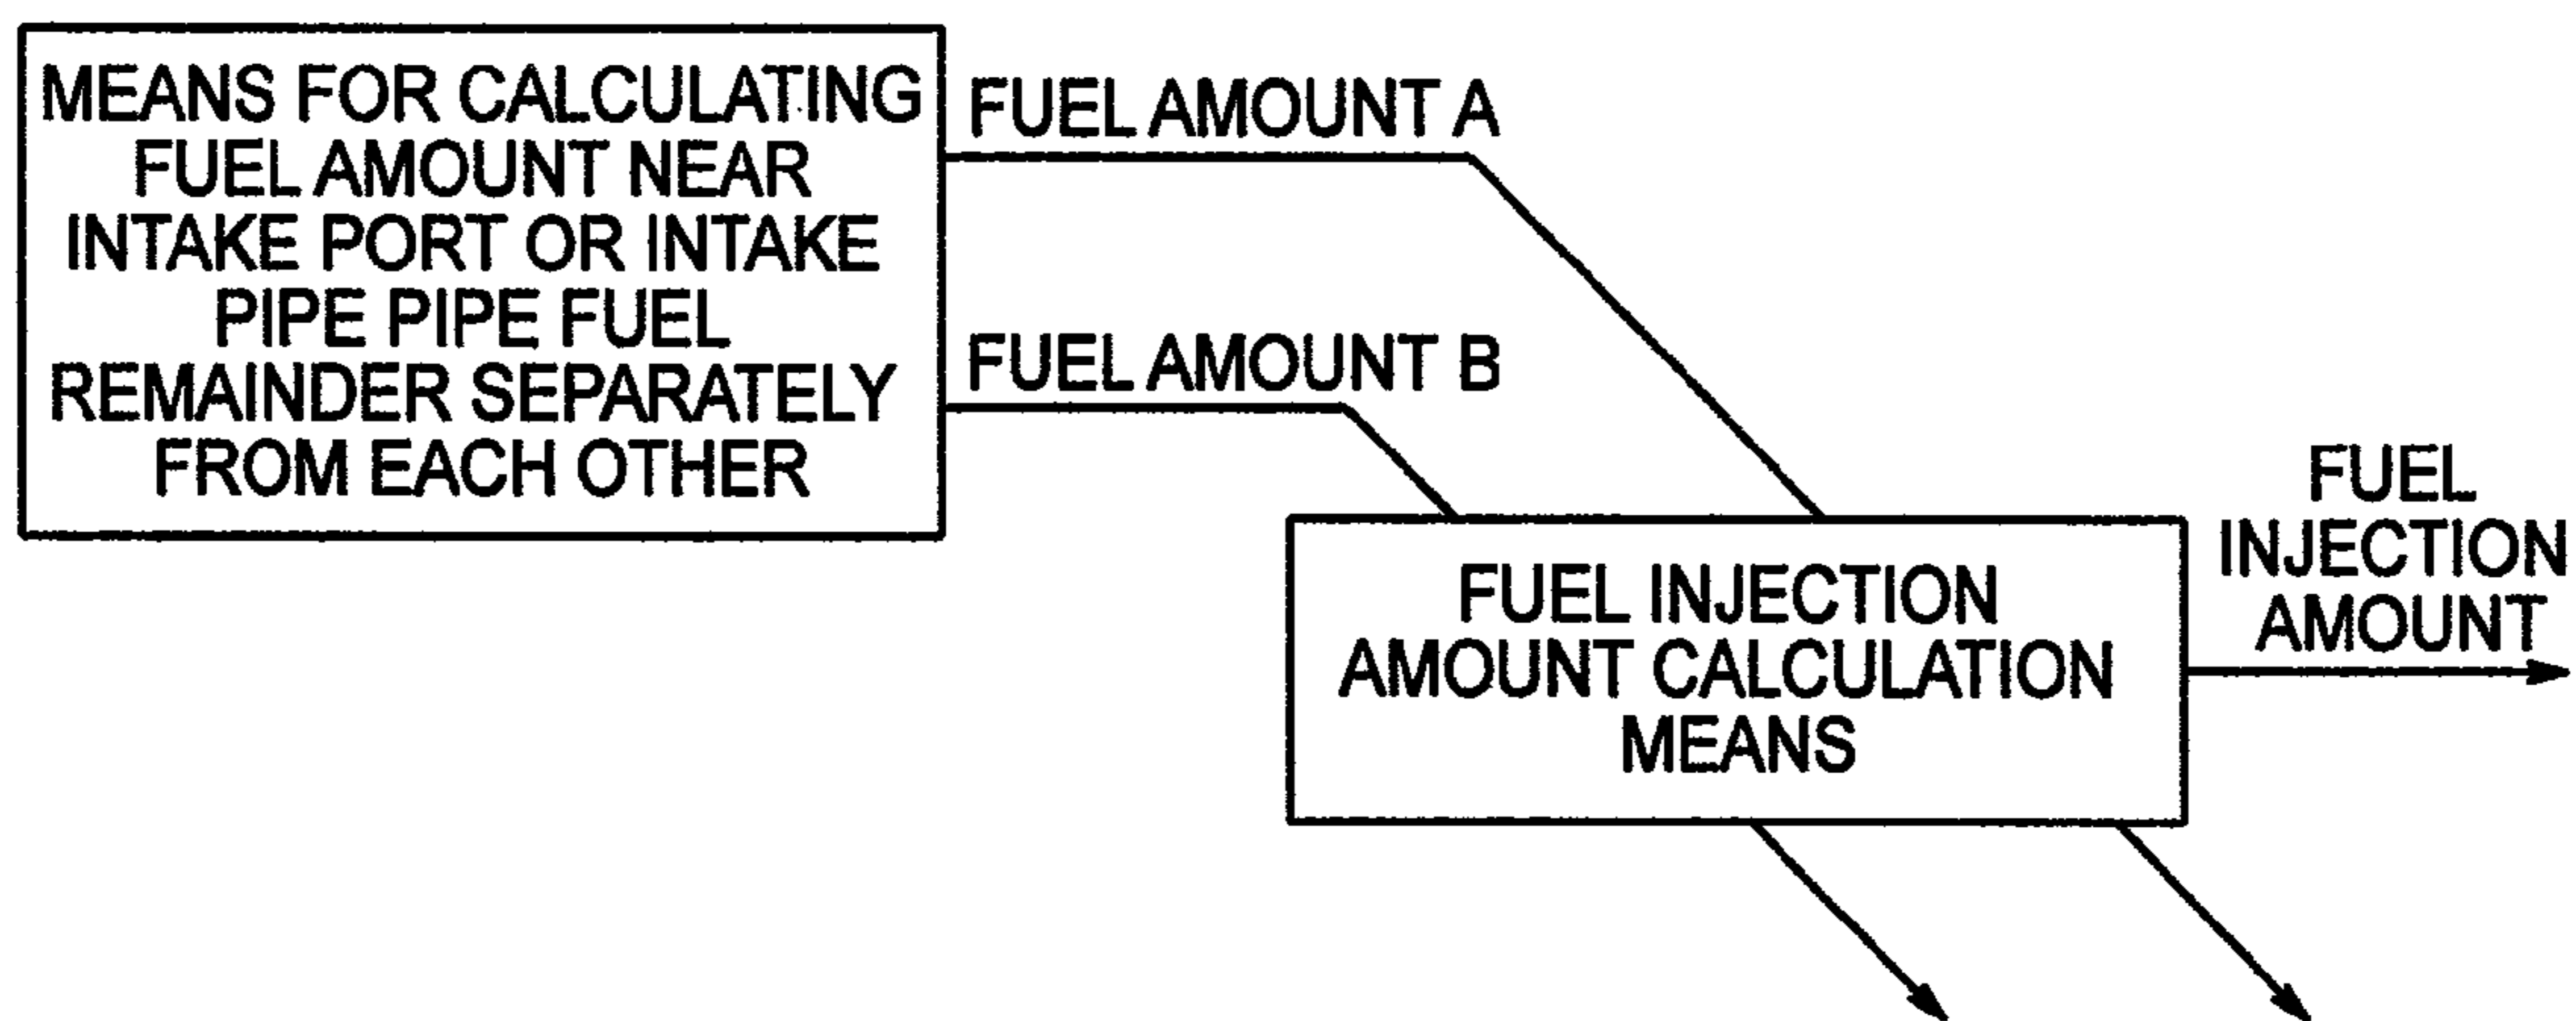 MEANS FOR CALCULATING
FUEL AMOUNT NEAR
INTAKE PORT OR INTAKE
PIPE PIPE FUEL
REMAINDER SEPARATELY
FROM EACH OTHER
FUEL AMOUNT A
FUEL AMOUNT B
FUEL INJECTION
AMOUNT CALCULATION
MEANS
FUEL
INJECTION
AMOUNT